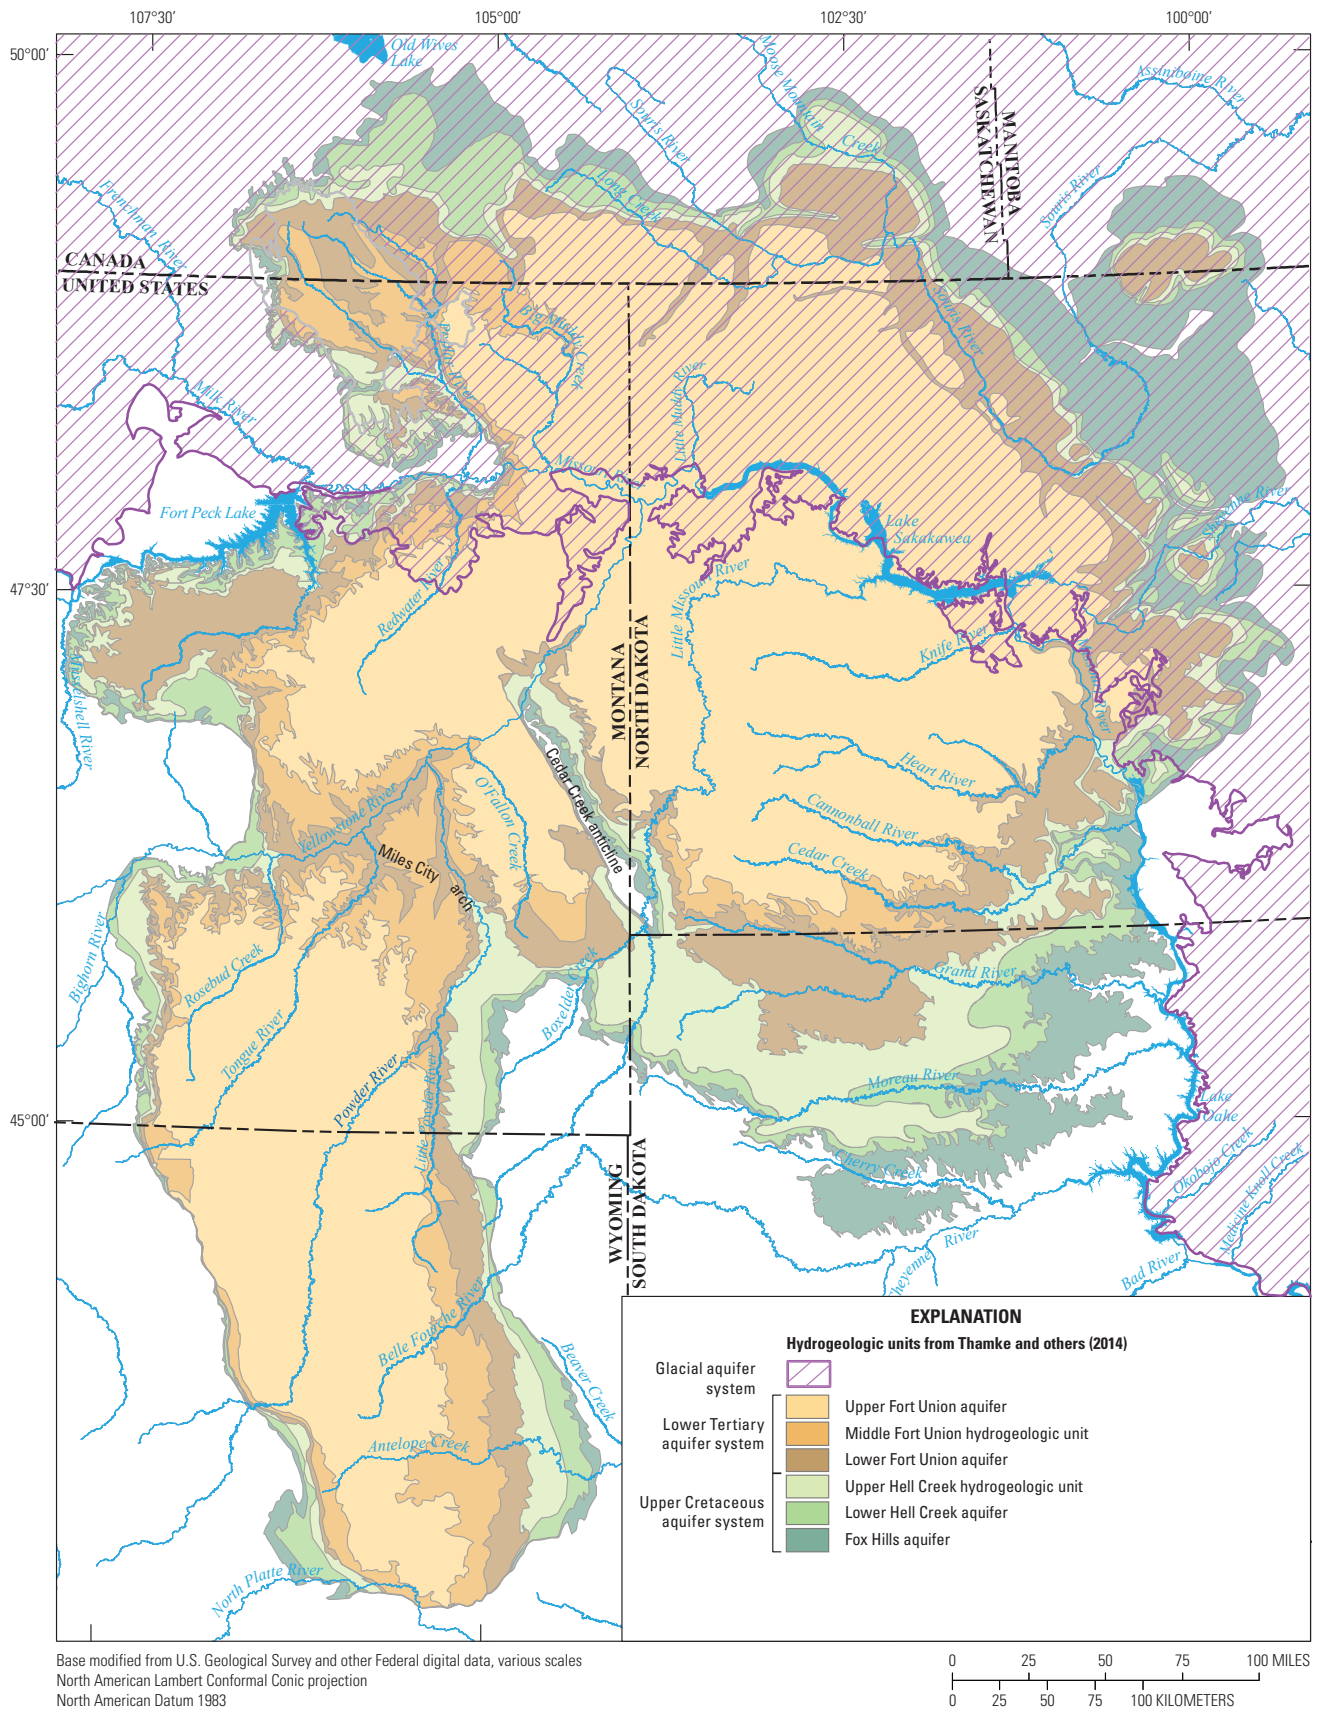 107°30'
105°00'
102°30'
100°00'
50°00'
47°30'
45°00'
Old Wives
Lake
Souris River
Moose Mountain
Creek
Assiniboine River
SASKATCHEWAN
MANITOBA
Souris River
Long Creek
Frenchman River
CANADA
UNITED STATES
Poplar River
Big Muddy Creek
Souris River
Milk River
Little Muddy River
Missouri River
Fort Peck Lake
Lake
Sakakawea
Sheyenne River
Redwater River
Little Missouri River
Knife River
Musselshell River
MONTANA
NORTH DAKOTA
Cedar Creek anticline
Heart River
O'Fallon Creek
Cannonball River
Yellowstone River
Miles City arch
Cedar Creek
Bighorn River
Rosebud Creek
Boxelder Creek
Grand River
Tongue River
Powder River
Little Powder River
Moreau River
Lake
Oahe
Cherry Creek
Okobojo Creek
Medicine Knoll Creek
WYOMING
SOUTH DAKOTA
Cheyenne River
Bad River
Belle Fourche River
Beaver Creek
Antelope Creek
North Platte River
EXPLANATION
Hydrogeologic units from Thamke and others (2014)
Glacial aquifer
system
Lower Tertiary
aquifer system
Upper Fort Union aquifer
Middle Fort Union hydrogeologic unit
Lower Fort Union aquifer
Upper Cretaceous
aquifer system
Upper Hell Creek hydrogeologic unit
Lower Hell Creek aquifer
Fox Hills aquifer
Base modified from U.S. Geological Survey and other Federal digital data, various scales
North American Lambert Conformal Conic projection
North American Datum 1983
0 25 50 75 100 MILES
0 25 50 75 100 KILOMETERS